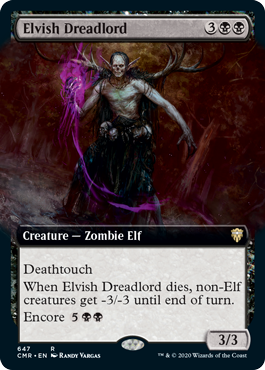 Elvish Dreadlord 3
Creature — Zombie Elf
Deathtouch
When Elvish Dreadlord dies, non-Elf
creatures get -3/-3 until end of turn.
Encore 5
3/3
647 R
CMR • EN RANDY VARGAS
™ & © 2020 Wizards of the Coast